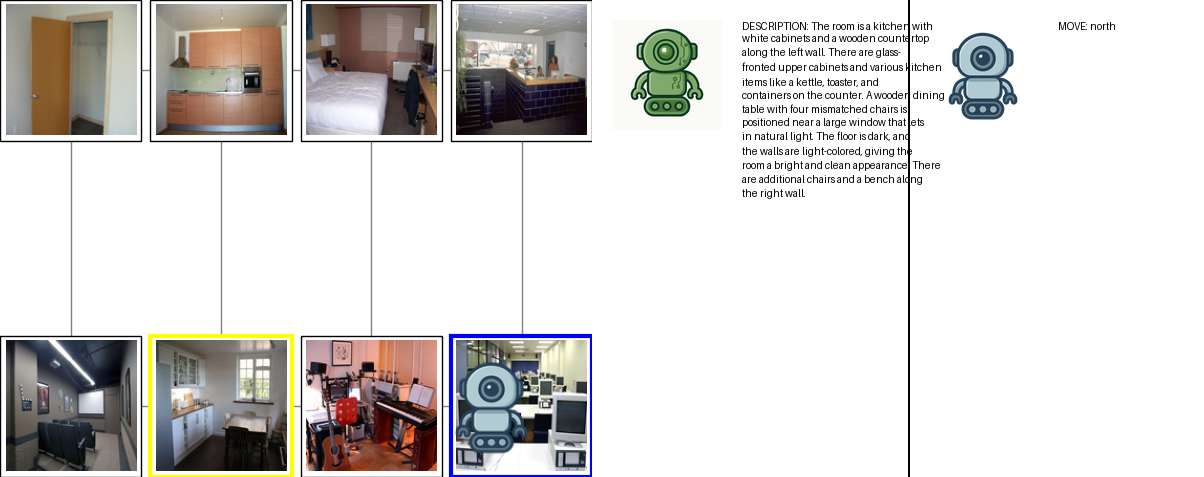 DESCRIPTION: The room is a kitchen with
white cabinets and a wooden countertop
along the left wall. There are glass-
fronted upper cabinets and various kitchen
items like a kettle, toaster, and
containers on the counter. A wooden dining
table with four mismatched chairs is
positioned near a large window that lets
in natural light. The floor is dark, and
the walls are light-colored, giving the
room a bright and clean appearance. There
are additional chairs and a bench along
the right wall.
MOVE: north